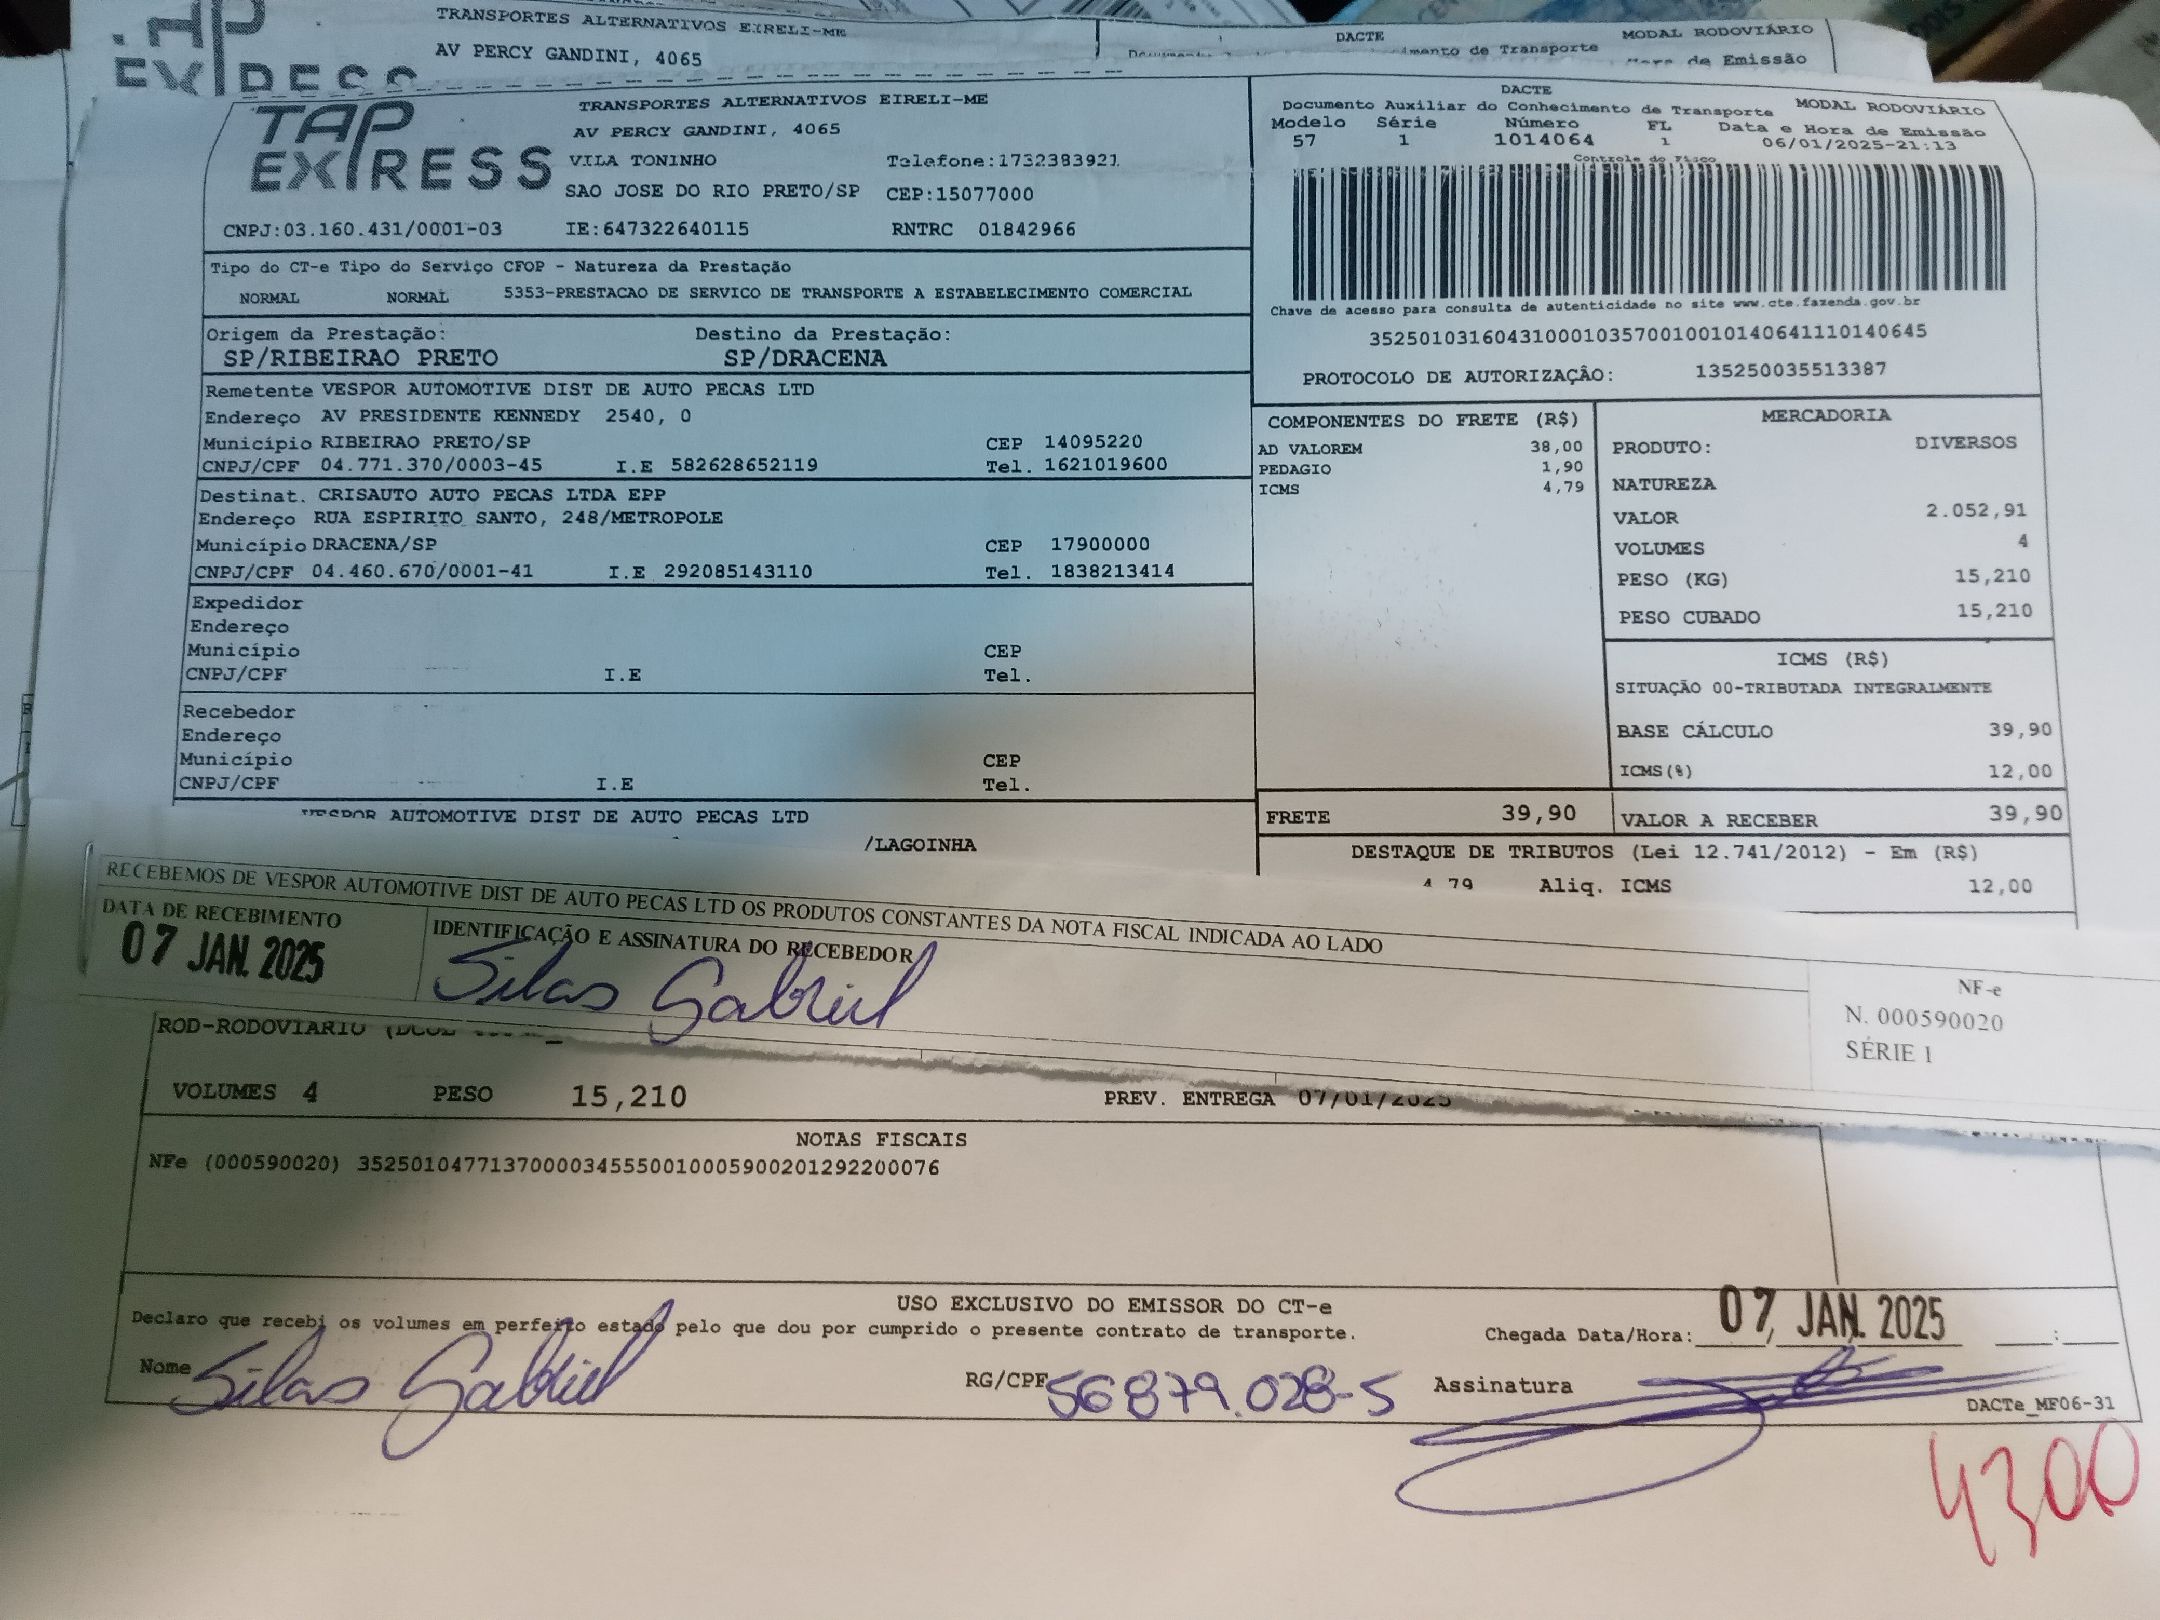 TRANSPORTES ALTERNATIVOS EIRELI-ME
AV PERCY GANDINI, 4065
EXPRESS
DACTE
MODAL RODOVIÁRIO
de Transporte
de Emissão
TAP EXPRESS
TRANSPORTES ALTERNATIVOS EIRELI-ME
AV PERCY GANDINI, 4065
VILA TONINHO Telefone:1732383921
SAO JOSE DO RIO PRETO/SP CEP:15077000
CNPJ:03.160.431/0001-03 IE:647322640115 RNTRC 01842966
DACTE
Documento Auxiliar do Conhecimento de Transporte MODAL RODOVIÁRIO
Modelo Série Número FL Data e Hora de Emissão
57 1 1014064 1 06/01/2025-21:13
Controle do Fisco
Chave de acesso para consulta de autenticidade no site www.cte.fazenda.gov.br
35250103160431000103570010010140641110140645
PROTOCOLO DE AUTORIZAÇÃO: 135250035513387
Tipo do CT-e Tipo do Serviço CFOP - Natureza da Prestação
NORMAL NORMAL 5353-PRESTACAO DE SERVICO DE TRANSPORTE A ESTABELECIMENTO COMERCIAL
Origem da Prestação: Destino da Prestação:
SP/RIBEIRAO PRETO SP/DRACENA
Remetente VESPOR AUTOMOTIVE DIST DE AUTO PECAS LTD
Endereço AV PRESIDENTE KENNEDY 2540, 0
Município RIBEIRAO PRETO/SP CEP 14095220
CNPJ/CPF 04.771.370/0003-45 I.E 582628652119 Tel. 1621019600
Destinat. CRISAUTO AUTO PECAS LTDA EPP
Endereço RUA ESPIRITO SANTO, 248/METROPOLE
Município DRACENA/SP CEP 17900000
CNPJ/CPF 04.460.670/0001-41 I.E 292085143110 Tel. 1838213414
Expedidor
Endereço
Município CEP
CNPJ/CPF I.E Tel.
Recebedor
Endereço
Município CEP
CNPJ/CPF I.E Tel.
VESPOR AUTOMOTIVE DIST DE AUTO PECAS LTD
/LAGOINHA
COMPONENTES DO FRETE (R$)
AD VALOREM 38,00
PEDAGIO 1,90
ICMS 4,79
MERCADORIA
PRODUTO: DIVERSOS
NATUREZA
VALOR 2.052,91
VOLUMES 4
PESO (KG) 15,210
PESO CUBADO 15,210
ICMS (R$)
SITUAÇÃO 00-TRIBUTADA INTEGRALMENTE
BASE CÁLCULO 39,90
ICMS(%) 12,00
FRETE 39,90 VALOR A RECEBER 39,90
DESTAQUE DE TRIBUTOS (Lei 12.741/2012) - Em (R$)
4,79 Aliq. ICMS 12,00
RECEBEMOS DE VESPOR AUTOMOTIVE DIST DE AUTO PECAS LTD OS PRODUTOS CONSTANTES DA NOTA FISCAL INDICADA AO LADO
DATA DE RECEBIMENTO IDENTIFICAÇÃO E ASSINATURA DO RECEBEDOR
07 JAN. 2025 Silas Gabriel
NF-e
N. 000590020
SÉRIE 1
ROD-RODOVIARIO
VOLUMES 4 PESO 15,210 PREV. ENTREGA 07/01/2025
NOTAS FISCAIS
NFe (000590020) 35250104771370000345550010005900201292200076
USO EXCLUSIVO DO EMISSOR DO CT-e
Declaro que recebi os volumes em perfeito estado pelo que dou por cumprido o presente contrato de transporte.
Chegada Data/Hora: 07 JAN. 2025 :
Nome Silas Gabriel RG/CPF 56879.028-5 Assinatura
DACTe_MF06-31
4300